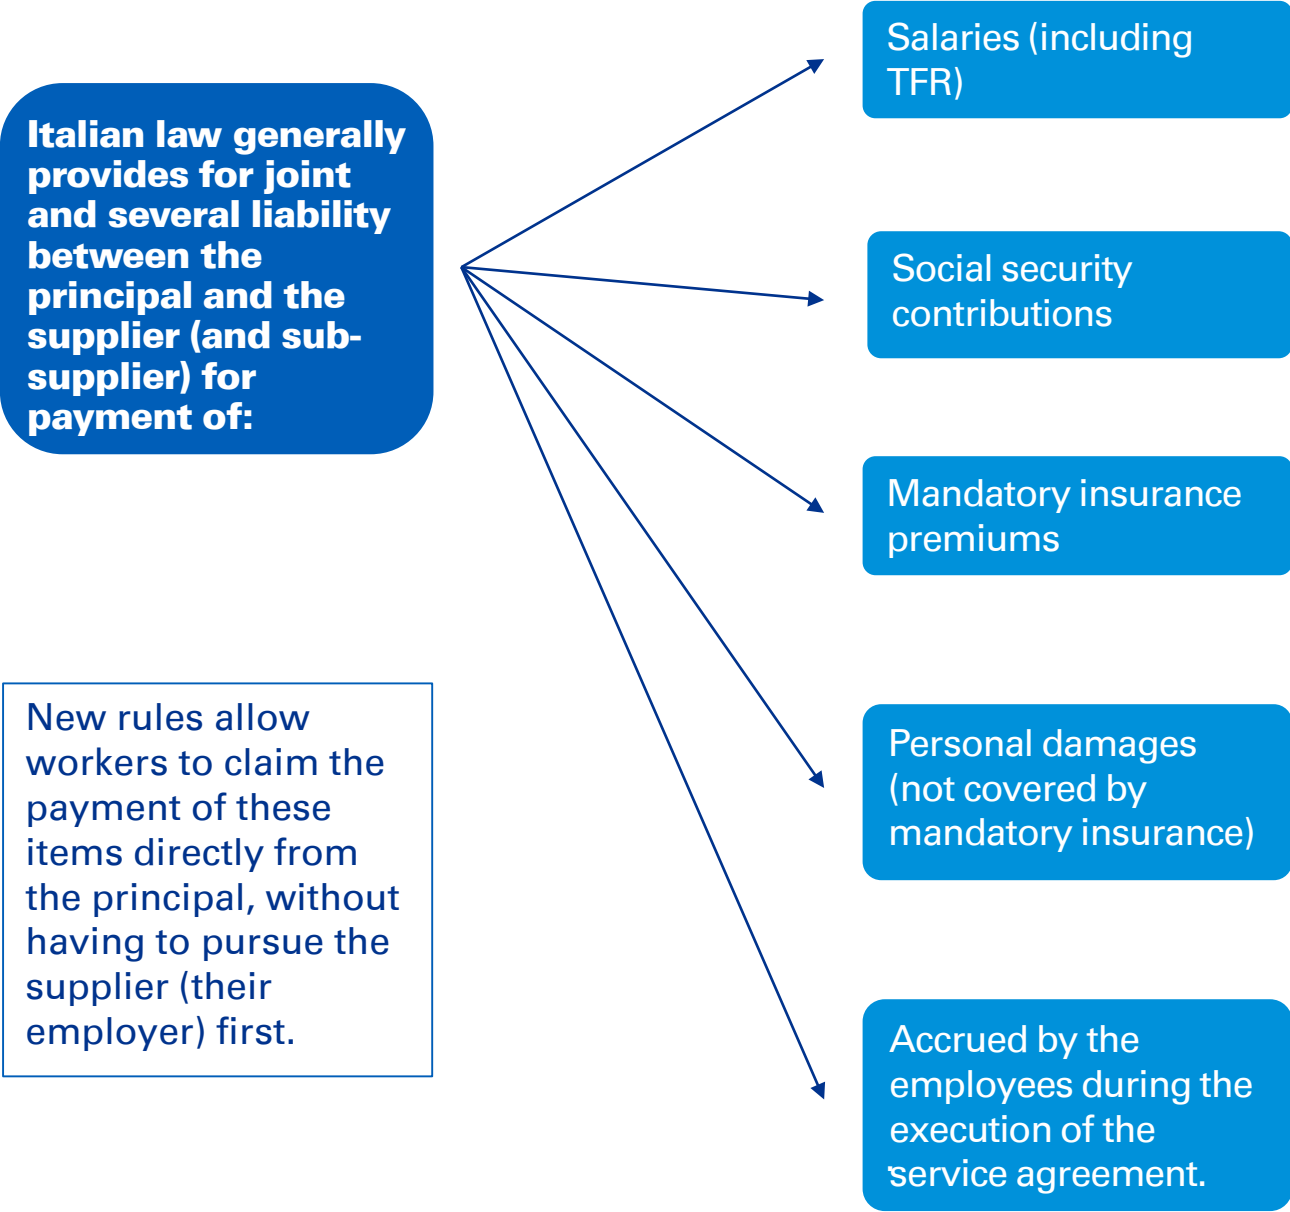 Italian law generally
provides for joint
and several liability
between the
principal and the
supplier (and sub-
supplier) for
payment of:
New rules allow
workers to claim the
payment of these
items directly from
the principal, without
having to pursue the
supplier (their
employer) first.
Salaries (including
TFR)
Social security
contributions
Mandatory insurance
premiums
Personal damages
(not covered by
mandatory insurance)
Accrued by the
employees during the
execution of the
service agreement.